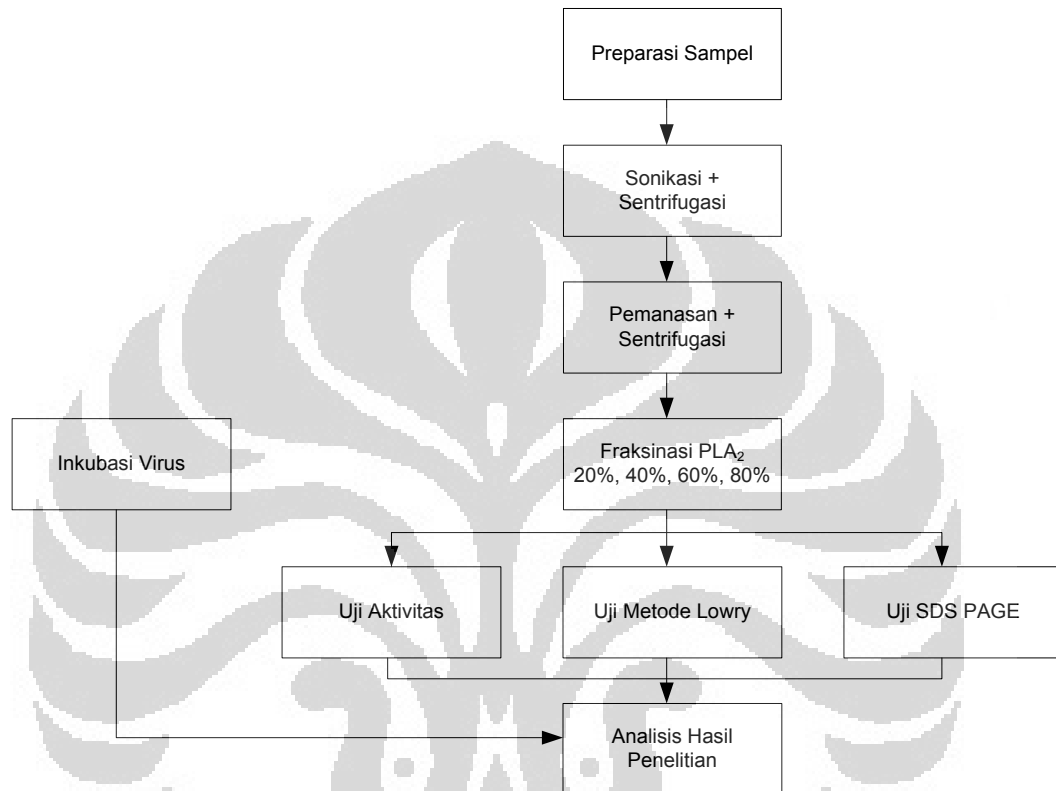 Preparasi Sampel
Sonikasi +
Sentrifugasi
Pemanasan +
Sentrifugasi
Inkubasi Virus
Fraksinasi PLA₂
20%, 40%, 60%, 80%
Uji Aktivitas
Uji Metode Lowry
Uji SDS PAGE
Analisis Hasil
Penelitian